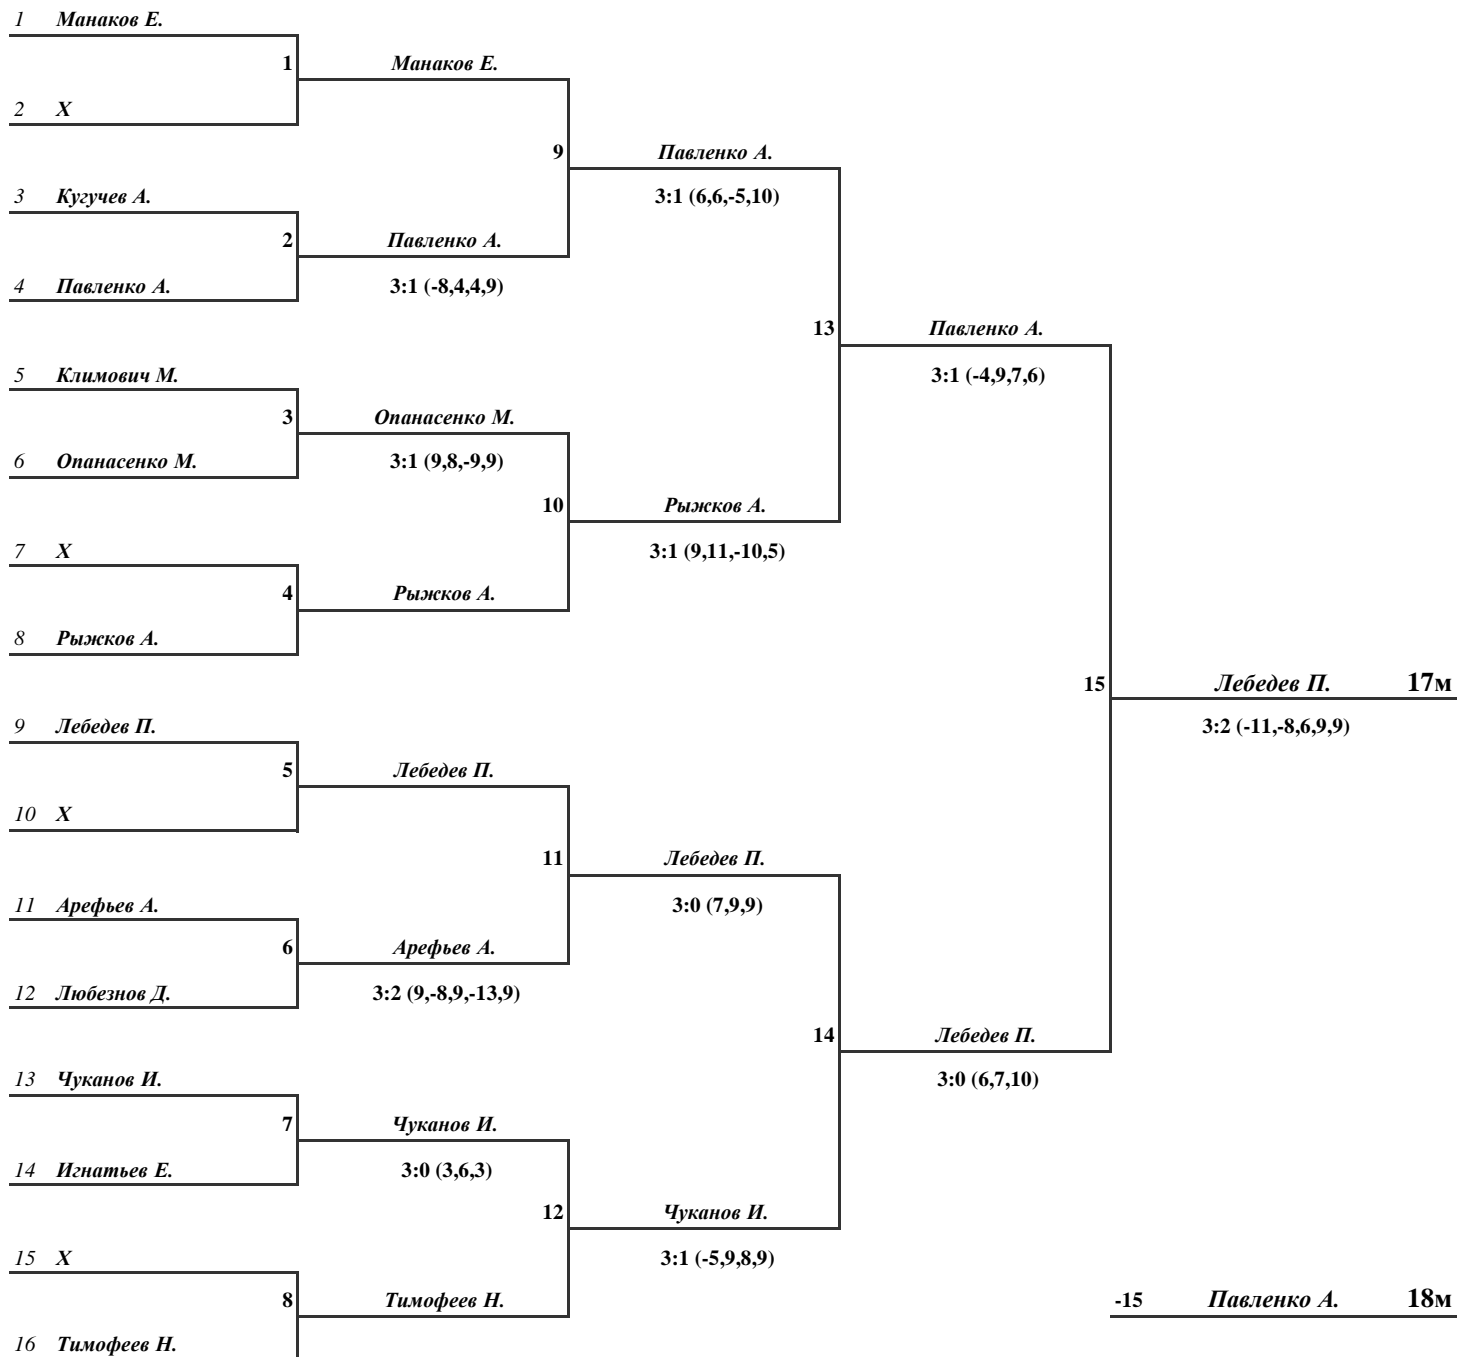 1 Манаков Е.
1 Манаков Е.
2 X
9 Павленко А.
3 Кугучев А.
3:1 (6,6,-5,10)
2 Павленко А.
4 Павленко А.
3:1 (-8,4,4,9)
13 Павленко А.
5 Климович М.
3:1 (-4,9,7,6)
3 Опанасенко М.
6 Опанасенко М.
3:1 (9,8,-9,9)
10 Рыжков А.
7 X
3:1 (9,11,-10,5)
4 Рыжков А.
8 Рыжков А.
15 Лебедев П. 17м
9 Лебедев П.
3:2 (-11,-8,6,9,9)
5 Лебедев П.
10 X
11 Лебедев П.
11 Арефьев А.
3:0 (7,9,9)
6 Арефьев А.
12 Любезнов Д.
3:2 (9,-8,9,-13,9)
14 Лебедев П.
13 Чуканов И.
3:0 (6,7,10)
7 Чуканов И.
14 Игнатьев Е.
3:0 (3,6,3)
12 Чуканов И.
15 X
3:1 (-5,9,8,9)
8 Тимофеев Н.
-15 Павленко А. 18м
16 Тимофеев Н.